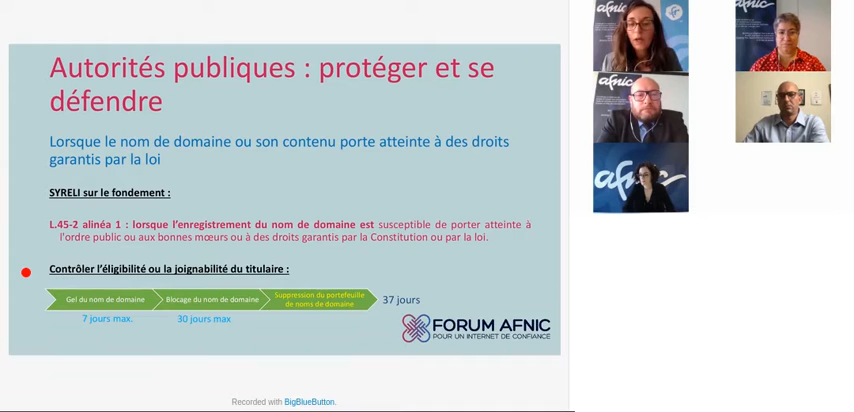 Autorités publiques : protéger et se
défendre
Lorsque le nom de domaine ou son contenu porte atteinte à des droits
garantis par la loi
SYRELI sur le fondement :
L.45-2 alinéa 1 : lorsque l'enregistrement du nom de domaine est susceptible de porter atteinte à
l'ordre public ou aux bonnes mœurs ou à des droits garantis par la Constitution ou par la loi.
Contrôler l'éligibilité ou la joignabilité du titulaire :
Gel du nom de domaine
Blocage du nom de domaine
Suppression du portefeuille
de noms de domaine
37 jours
7 jours max.
30 jours max
FORUM AFNIC
POUR UN INTERNET DE CONFIANCE
Recorded with BigBlueButton.
afnic
afnic
afnic
afnic